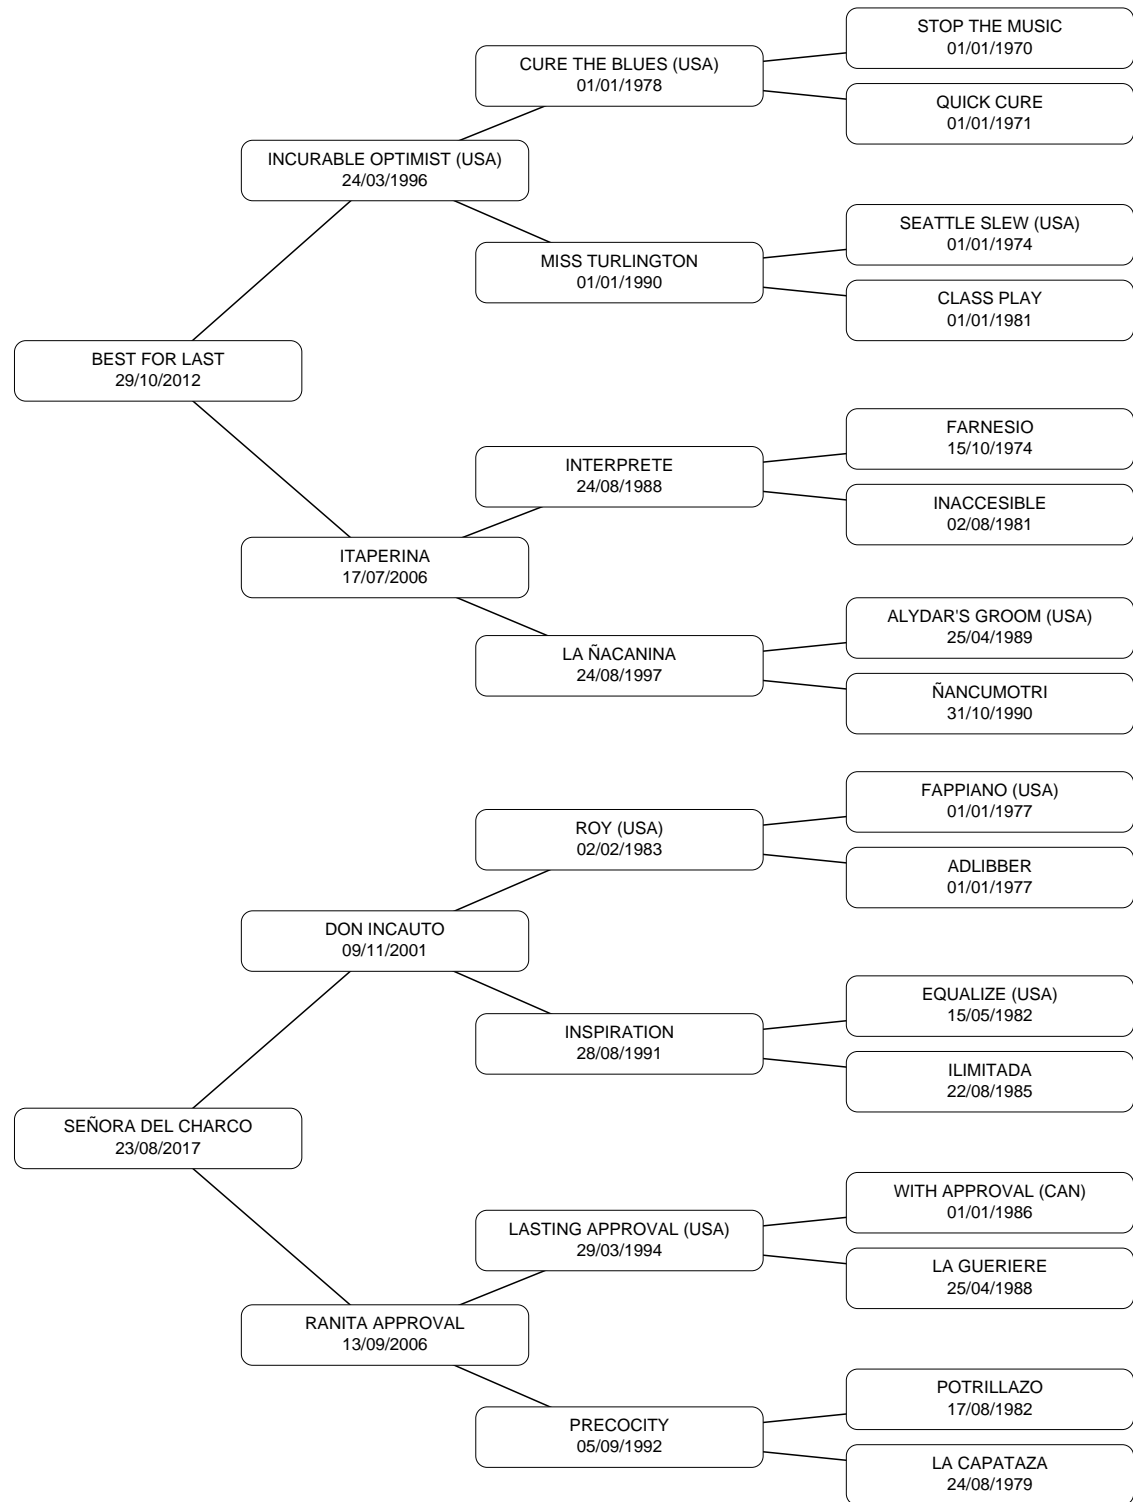 STOP THE MUSIC
01/01/1970
CURE THE BLUES (USA)
01/01/1978
QUICK CURE
01/01/1971
INCURABLE OPTIMIST (USA)
24/03/1996
SEATTLE SLEW (USA)
01/01/1974
MISS TURLINGTON
01/01/1990
CLASS PLAY
01/01/1981
BEST FOR LAST
29/10/2012
FARNESIO
15/10/1974
INTERPRETE
24/08/1988
INACCESIBLE
02/08/1981
ITAPERINA
17/07/2006
ALYDAR'S GROOM (USA)
25/04/1989
LA ÑACANINA
24/08/1997
ÑANCUMOTRI
31/10/1990
FAPPIANO (USA)
01/01/1977
ROY (USA)
02/02/1983
ADLIBBER
01/01/1977
DON INCAUTO
09/11/2001
EQUALIZE (USA)
15/05/1982
INSPIRATION
28/08/1991
ILIMITADA
22/08/1985
SEÑORA DEL CHARCO
23/08/2017
WITH APPROVAL (CAN)
01/01/1986
LASTING APPROVAL (USA)
29/03/1994
LA GUERIERE
25/04/1988
RANITA APPROVAL
13/09/2006
POTRILLAZO
17/08/1982
PRECOCITY
05/09/1992
LA CAPATAZA
24/08/1979